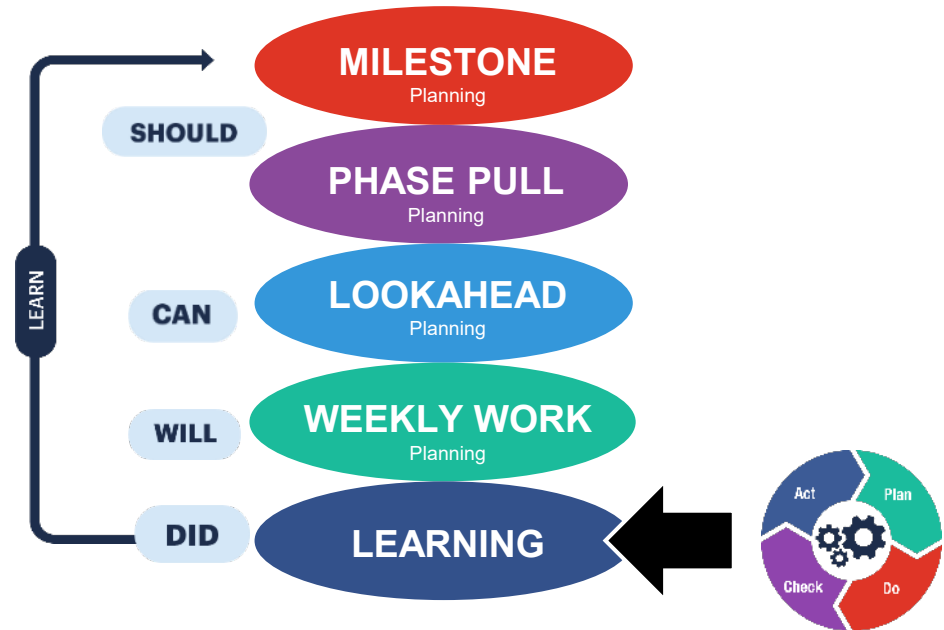 MILESTONE
Planning
SHOULD
PHASE PULL
Planning
LEARN
CAN
LOOKAHEAD
Planning
WILL
WEEKLY WORK
Planning
DID
LEARNING
Act
Plan
Check
Do